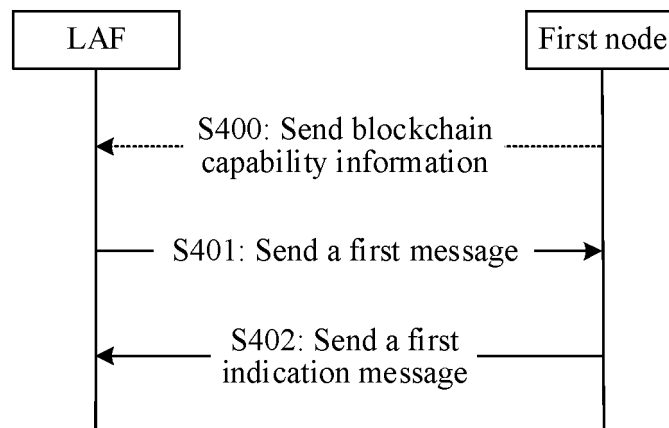 LAF
First node
S400: Send blockchain
capability information
S401: Send a first message
S402: Send a first
indication message